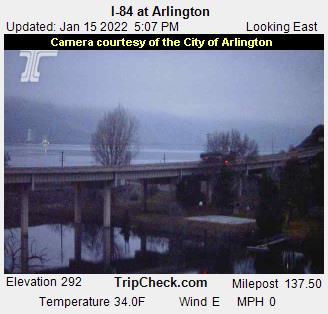 I-84 at Arlington
Updated: Jan 15 2022 5:07 PM Looking East
Camera courtesy of the City of Arlington
Elevation 292 TripCheck.com Milepost 137.50
Temperature 34.0F Wind E MPH 0